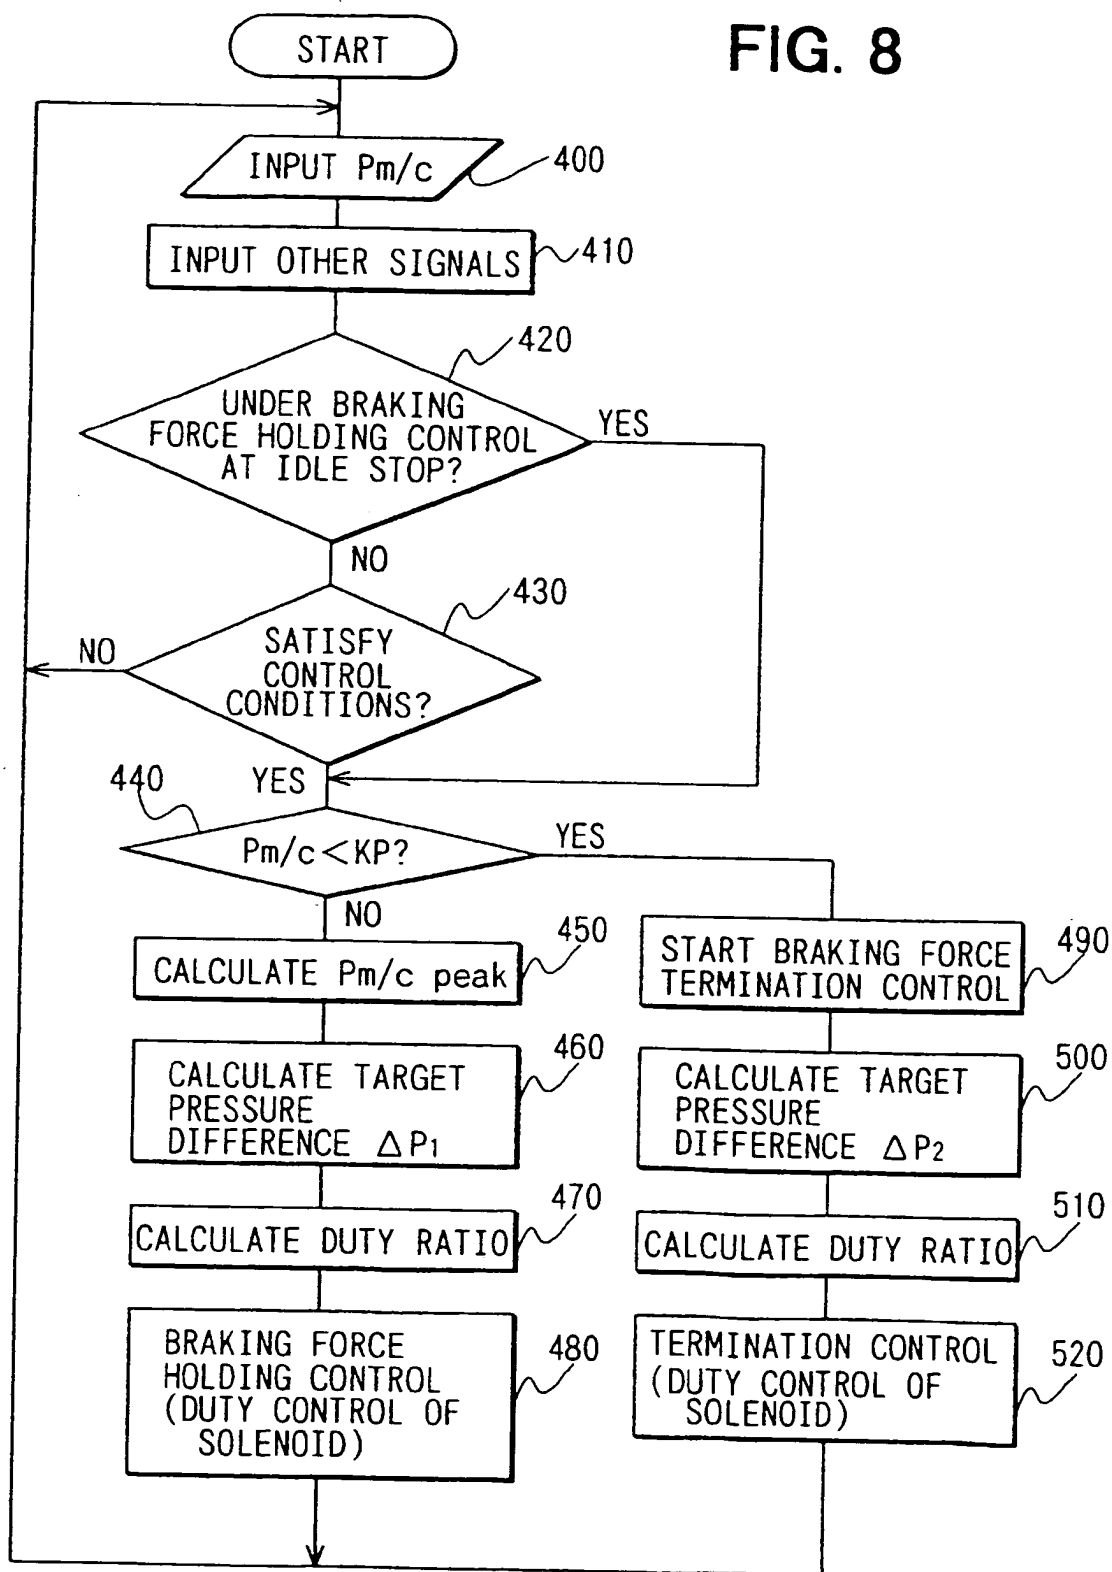 FIG. 8
START
INPUT Pm/c
400
INPUT OTHER SIGNALS
410
420
UNDER BRAKING
FORCE HOLDING CONTROL
AT IDLE STOP?
YES
NO
430
SATISFY
CONTROL
CONDITIONS?
NO
YES
440
Pm/c<KP?
YES
NO
450
CALCULATE Pm/c peak
460
CALCULATE TARGET
PRESSURE
DIFFERENCE ΔP1
470
CALCULATE DUTY RATIO
480
BRAKING FORCE
HOLDING CONTROL
(DUTY CONTROL OF
SOLENOID)
490
START BRAKING FORCE
TERMINATION CONTROL
500
CALCULATE TARGET
PRESSURE
DIFFERENCE ΔP2
510
CALCULATE DUTY RATIO
520
TERMINATION CONTROL
(DUTY CONTROL OF
SOLENOID)